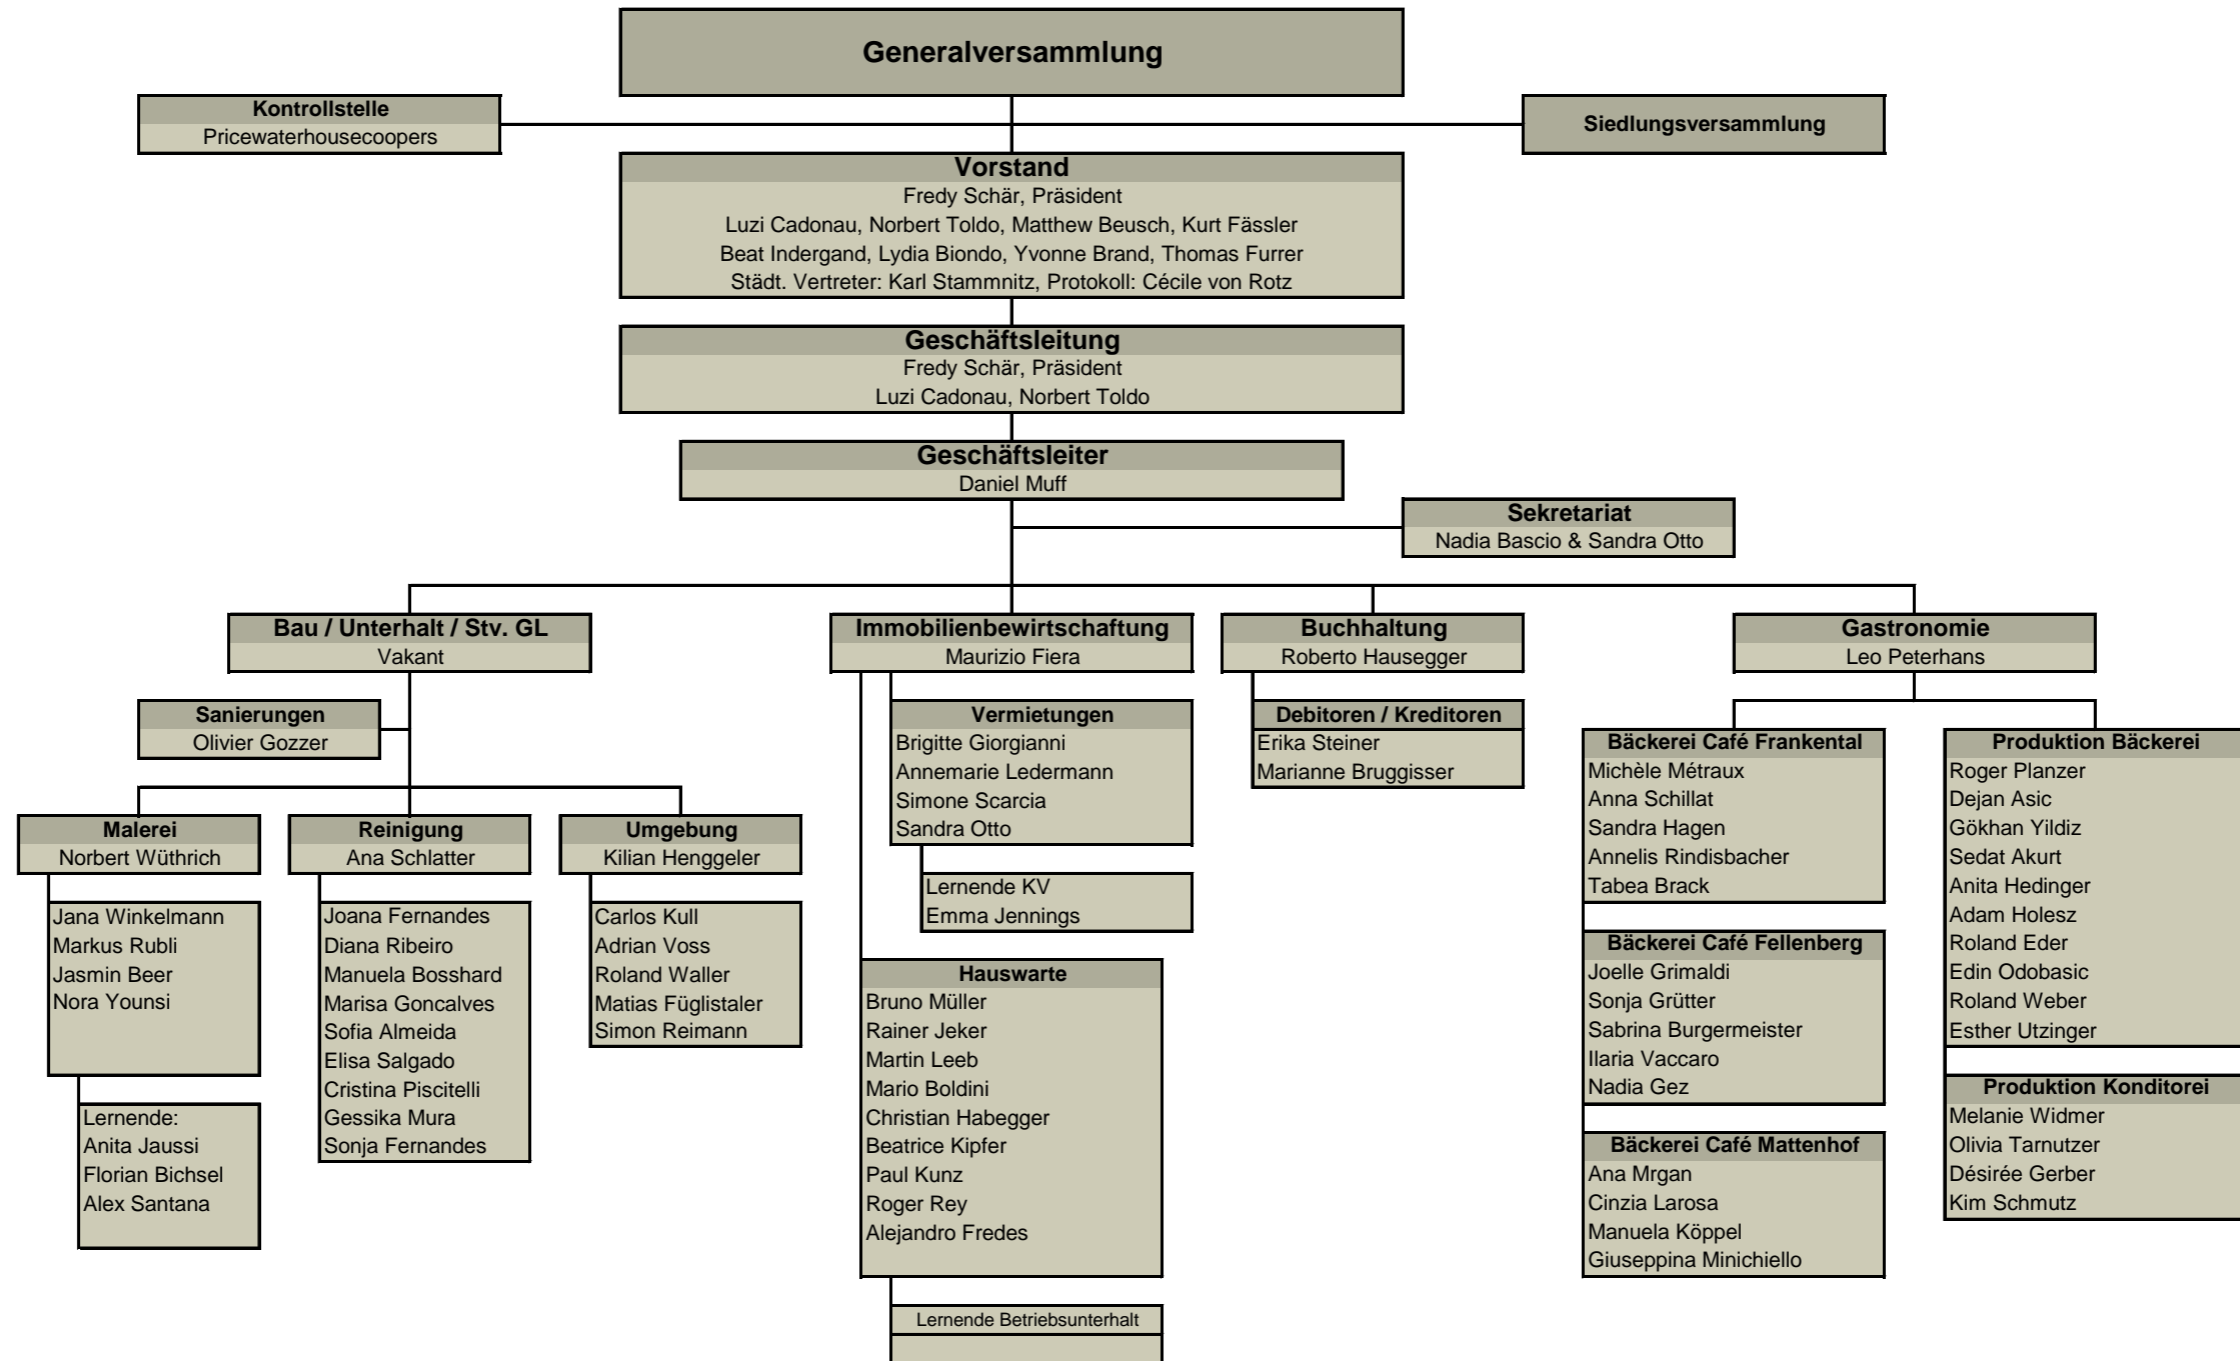 Generalversammlung
Kontrollstelle
Pricewaterhousecoopers
Siedlungsversammlung
Vorstand
Fredy Schär, Präsident
Luzi Cadonau, Norbert Toldo, Matthew Beusch, Kurt Fässler
Beat Indergand, Lydia Biondo, Yvonne Brand, Thomas Furrer
Städt. Vertreter: Karl Stammnitz, Protokoll: Cécile von Rotz
Geschäftsleitung
Fredy Schär, Präsident
Luzi Cadonau, Norbert Toldo
Geschäftsleiter
Daniel Muff
Sekretariat
Nadia Bascio & Sandra Otto
Bau / Unterhalt / Stv. GL
Vakant
Sanierungen
Olivier Gozzer
Malerei
Norbert Wüthrich
Jana Winkelmann
Markus Rubli
Jasmin Beer
Nora Younsi
Lernende:
Anita Jaussi
Florian Bichsel
Alex Santana
Reinigung
Ana Schlatter
Joana Fernandes
Diana Ribeiro
Manuela Bosshard
Marisa Goncalves
Sofia Almeida
Elisa Salgado
Cristina Piscitelli
Gessika Mura
Sonja Fernandes
Umgebung
Kilian Henggeler
Carlos Kull
Adrian Voss
Roland Waller
Matias Füglistaler
Simon Reimann
Immobilienbewirtschaftung
Maurizio Fiera
Vermietungen
Brigitte Giorgianni
Annemarie Ledermann
Simone Scarcia
Sandra Otto
Lernende KV
Emma Jennings
Hauswarte
Bruno Müller
Rainer Jeker
Martin Leeb
Mario Boldini
Christian Habegger
Beatrice Kipfer
Paul Kunz
Roger Rey
Alejandro Fredes
Lernende Betriebsunterhalt
Buchhaltung
Roberto Hausegger
Debitoren / Kreditoren
Erika Steiner
Marianne Bruggisser
Gastronomie
Leo Peterhans
Bäckerei Café Frankental
Michèle Métraux
Anna Schillat
Sandra Hagen
Annelis Rindisbacher
Tabea Brack
Bäckerei Café Fellenberg
Joelle Grimaldi
Sonja Grütter
Sabrina Burgermeister
Ilaria Vaccaro
Nadia Gez
Bäckerei Café Mattenhof
Ana Mrgan
Cinzia Larosa
Manuela Köppel
Giuseppina Minichiello
Produktion Bäckerei
Roger Planzer
Dejan Asic
Gökhan Yildiz
Sedat Akurt
Anita Hedinger
Adam Holesz
Roland Eder
Edin Odobasic
Roland Weber
Esther Utzinger
Produktion Konditorei
Melanie Widmer
Olivia Tarnutzer
Désirée Gerber
Kim Schmutz